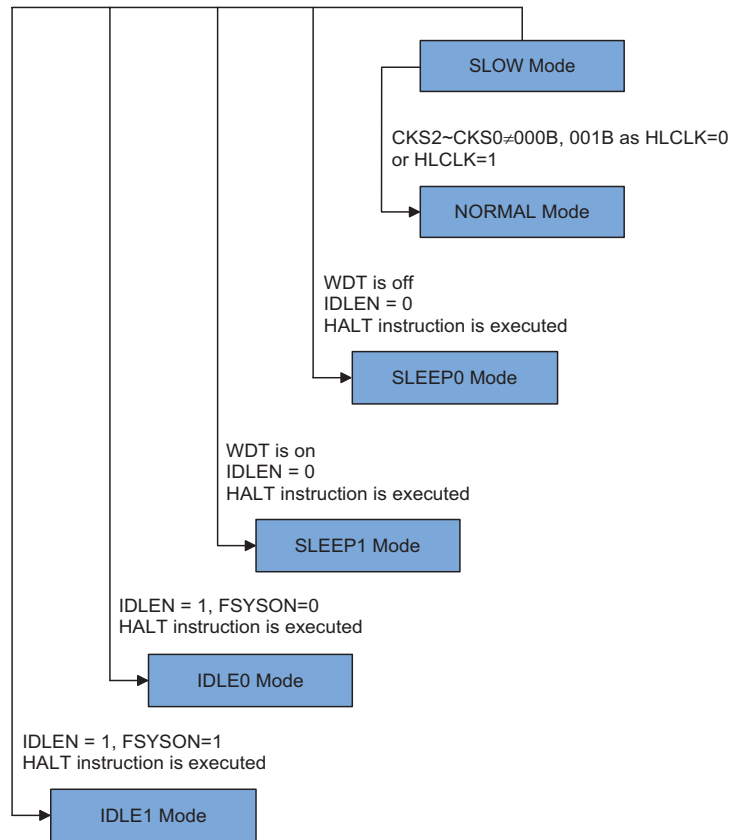 SLOW Mode
CKS2~CKS0≠000B, 001B as HLCLK=0
or HLCLK=1
NORMAL Mode
WDT is off
IDLEN = 0
HALT instruction is executed
SLEEP0 Mode
WDT is on
IDLEN = 0
HALT instruction is executed
SLEEP1 Mode
IDLEN = 1, FSYSON=0
HALT instruction is executed
IDLE0 Mode
IDLEN = 1, FSYSON=1
HALT instruction is executed
IDLE1 Mode